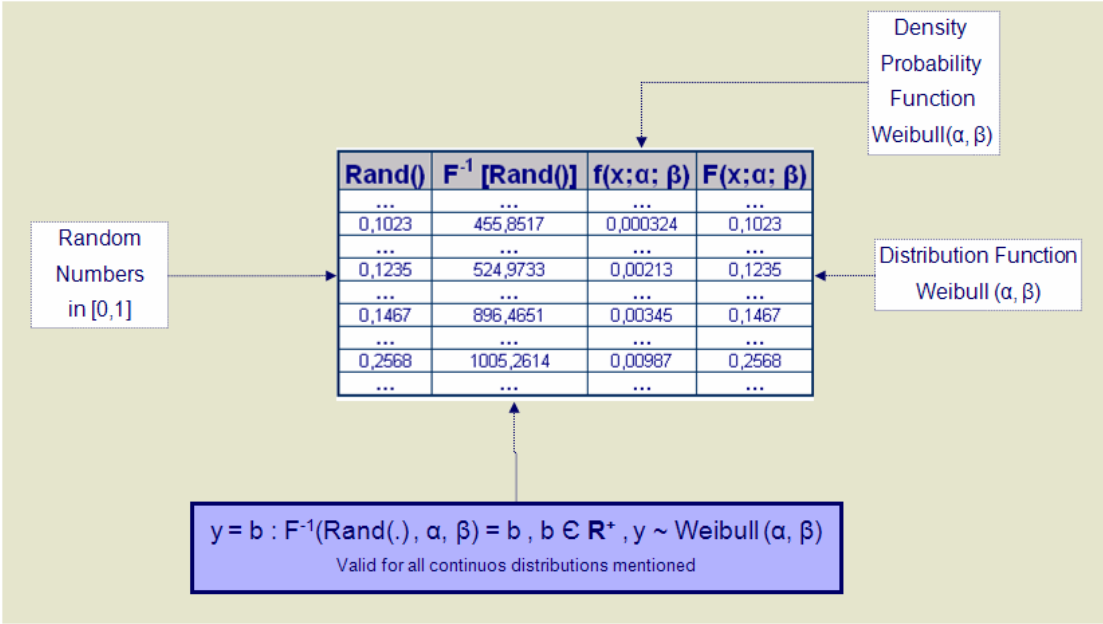 Density
Probability
Function
Weibull(α, β)
Rand() F⁻¹ [Rand()] f(x;α; β) F(x;α; β)
... ... ... ...
0,1023 455,8517 0,000324 0,1023
... ... ... ...
0,1235 524,9733 0,00213 0,1235
... ... ... ...
0,1467 896,4651 0,00345 0,1467
... ... ... ...
0,2568 1005,2614 0,00987 0,2568
... ... ... ...
Random
Numbers
in [0,1]
Distribution Function
Weibull (α, β)
y = b : F⁻¹(Rand(.) , α, β) = b , b Є R⁺ , y ~ Weibull (α, β)
Valid for all continuos distributions mentioned